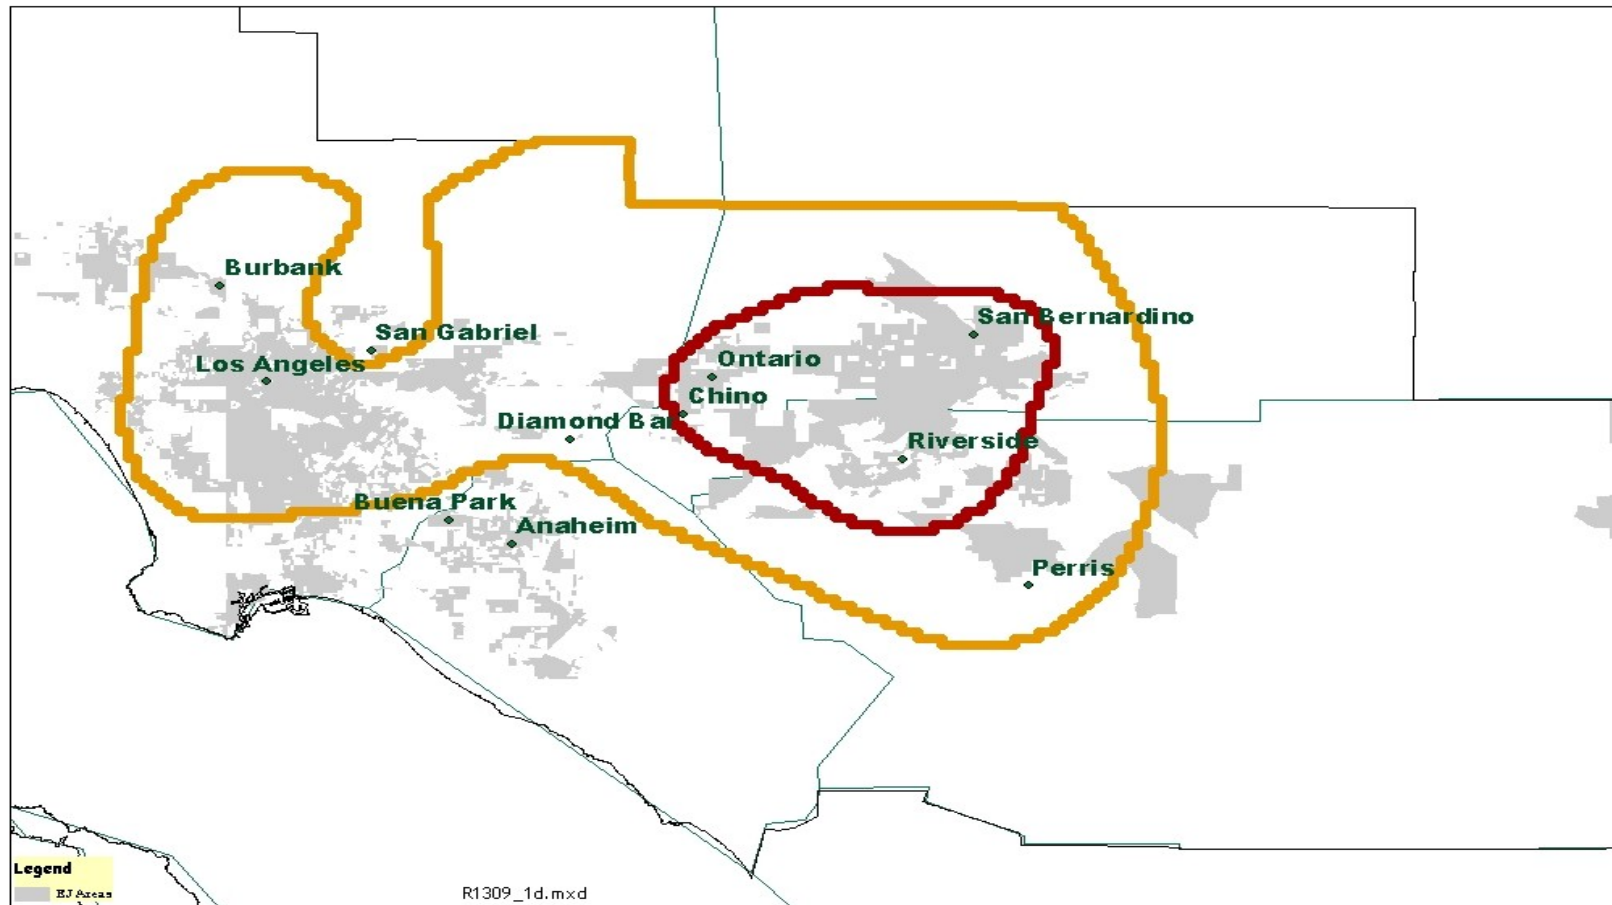 Burbank
San Gabriel
San Bernardino
Los Angeles
Ontario
Chino
Diamond Bar
Riverside
Buena Park
Anaheim
Perris
Legend
EJ Areas
R1309_1d.mxd